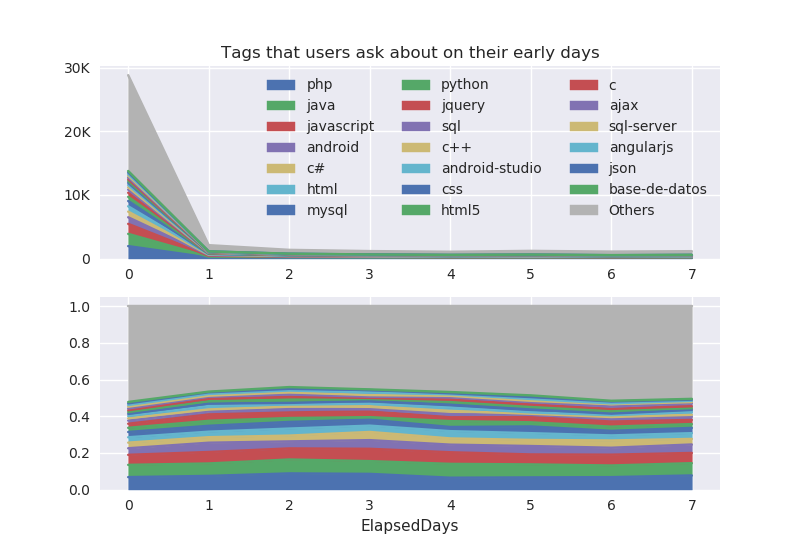 Tags that users ask about on their early days
30K
20K
10K
0
php python c
java jquery ajax
javascript sql sql-server
android c++ angularjs
c# android-studio json
html css base-de-datos
mysql html5 Others
0 1 2 3 4 5 6 7
1.0
0.8
0.6
0.4
0.2
0.0
0 1 2 3 4 5 6 7
ElapsedDays